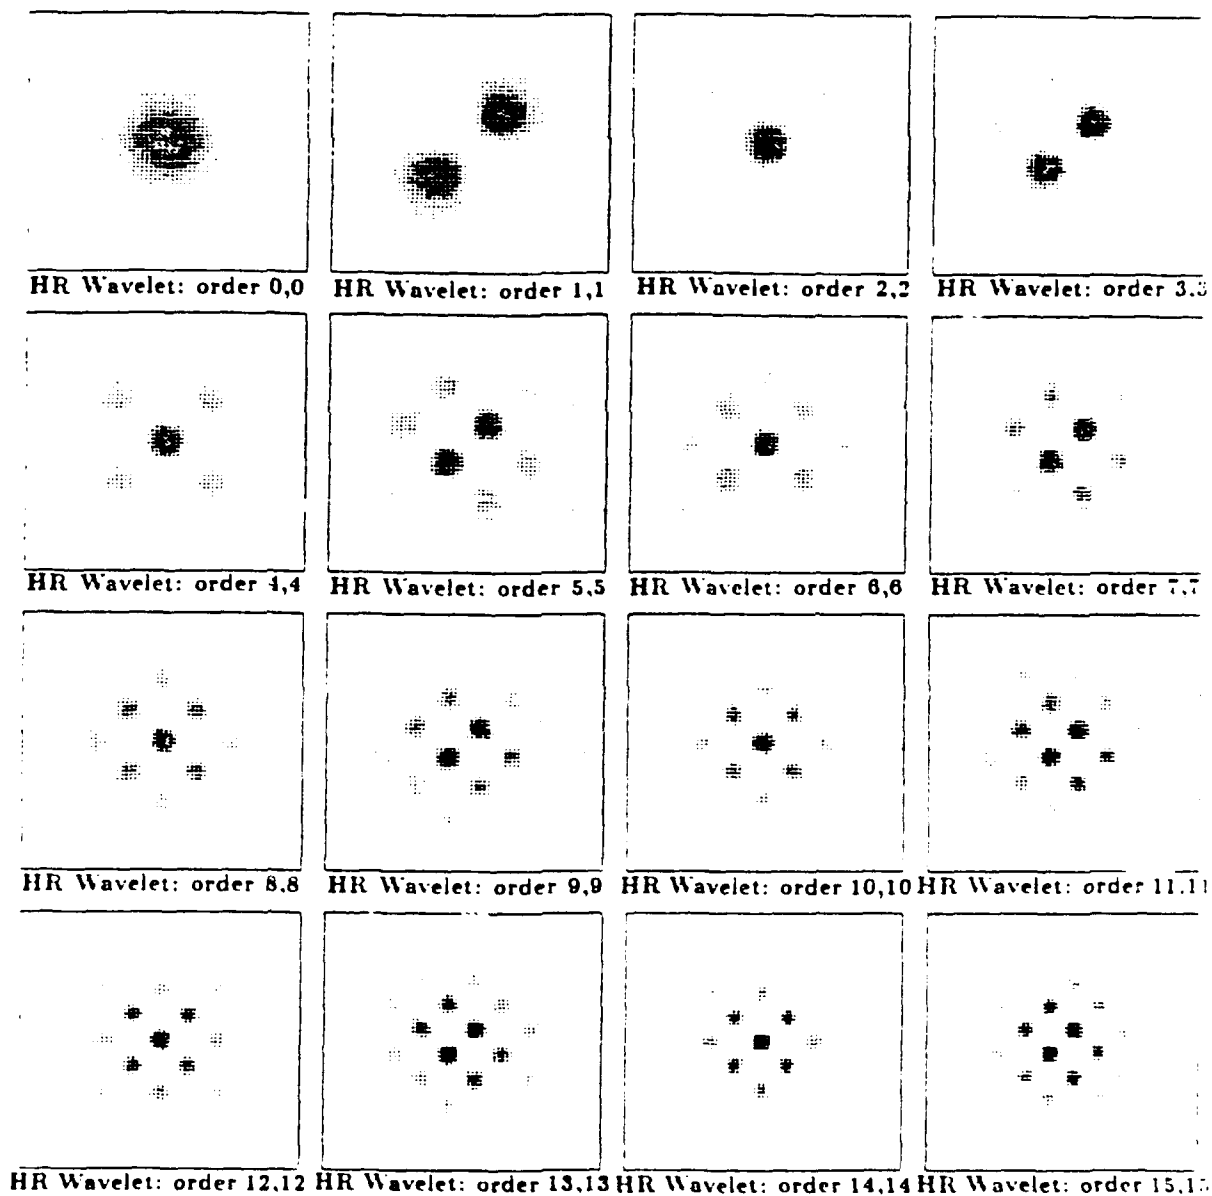 HR Wavelet: order 0,0
HR Wavelet: order 1,1
HR Wavelet: order 2,2
HR Wavelet: order 3.3
HR Wavelet: order 4,4
HR Wavelet: order 5,5
HR Wavelet: order 6,6
HR Wavelet: order 7,7
HR Wavelet: order 8,8
HR Wavelet: order 9,9
HR Wavelet: order 10,10
HR Wavelet: order 11.11
HR Wavelet: order 12,12
HR Wavelet: order 13,13
HR Wavelet: order 14,14
HR Wavelet: order 15,15